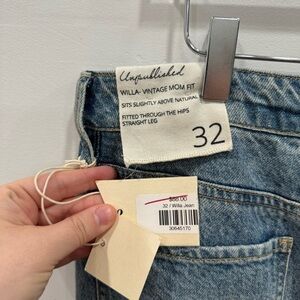 Unpublished
WILLA- VINTAGE MOM FIT
SITS SLIGHTLY ABOVE NATURAL
FITTED THROUGH THE HIPS
STRAIGHT LEG
32
$88.00
32 / Willa Jean
30645170